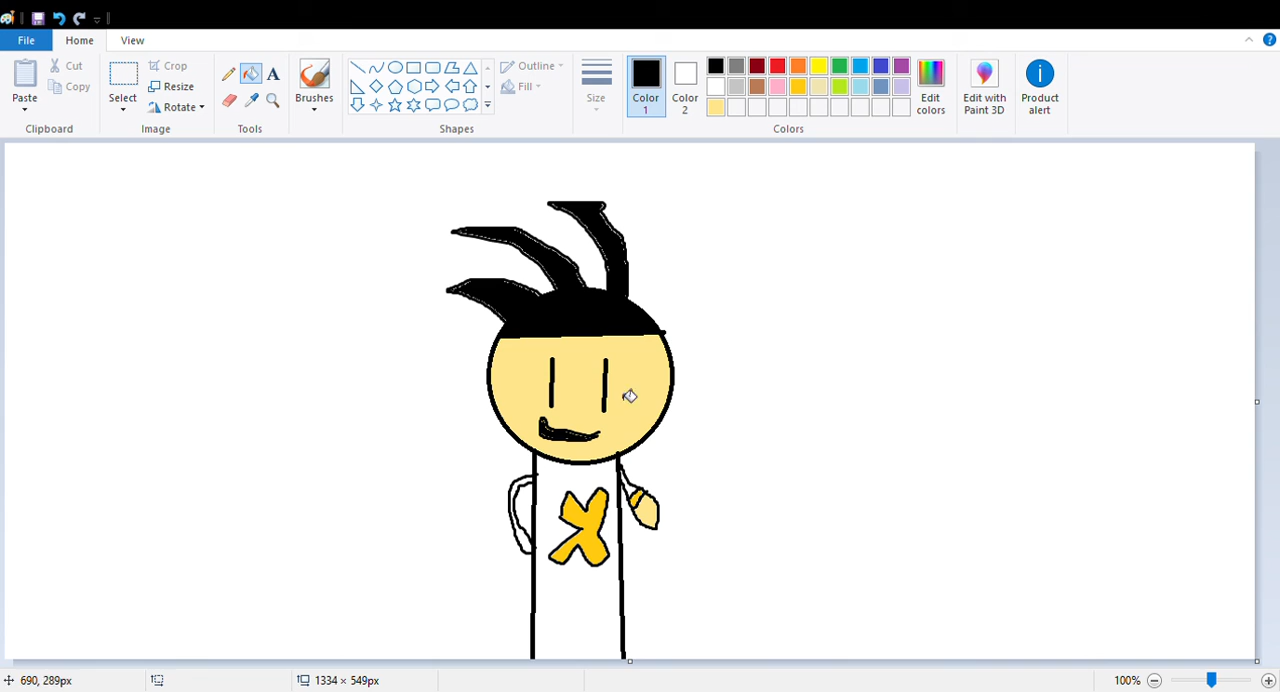 File Home View
Paste
Cut
Copy
Clipboard
Select
Crop
Resize
Rotate
Image
A
Tools
Brushes
Outline
Fill
Shapes
Size
Color
1
Color
2
Edit
colors
Colors
Edit with
Paint 3D
Product
alert
X
690, 289px
1334 × 549px
100%